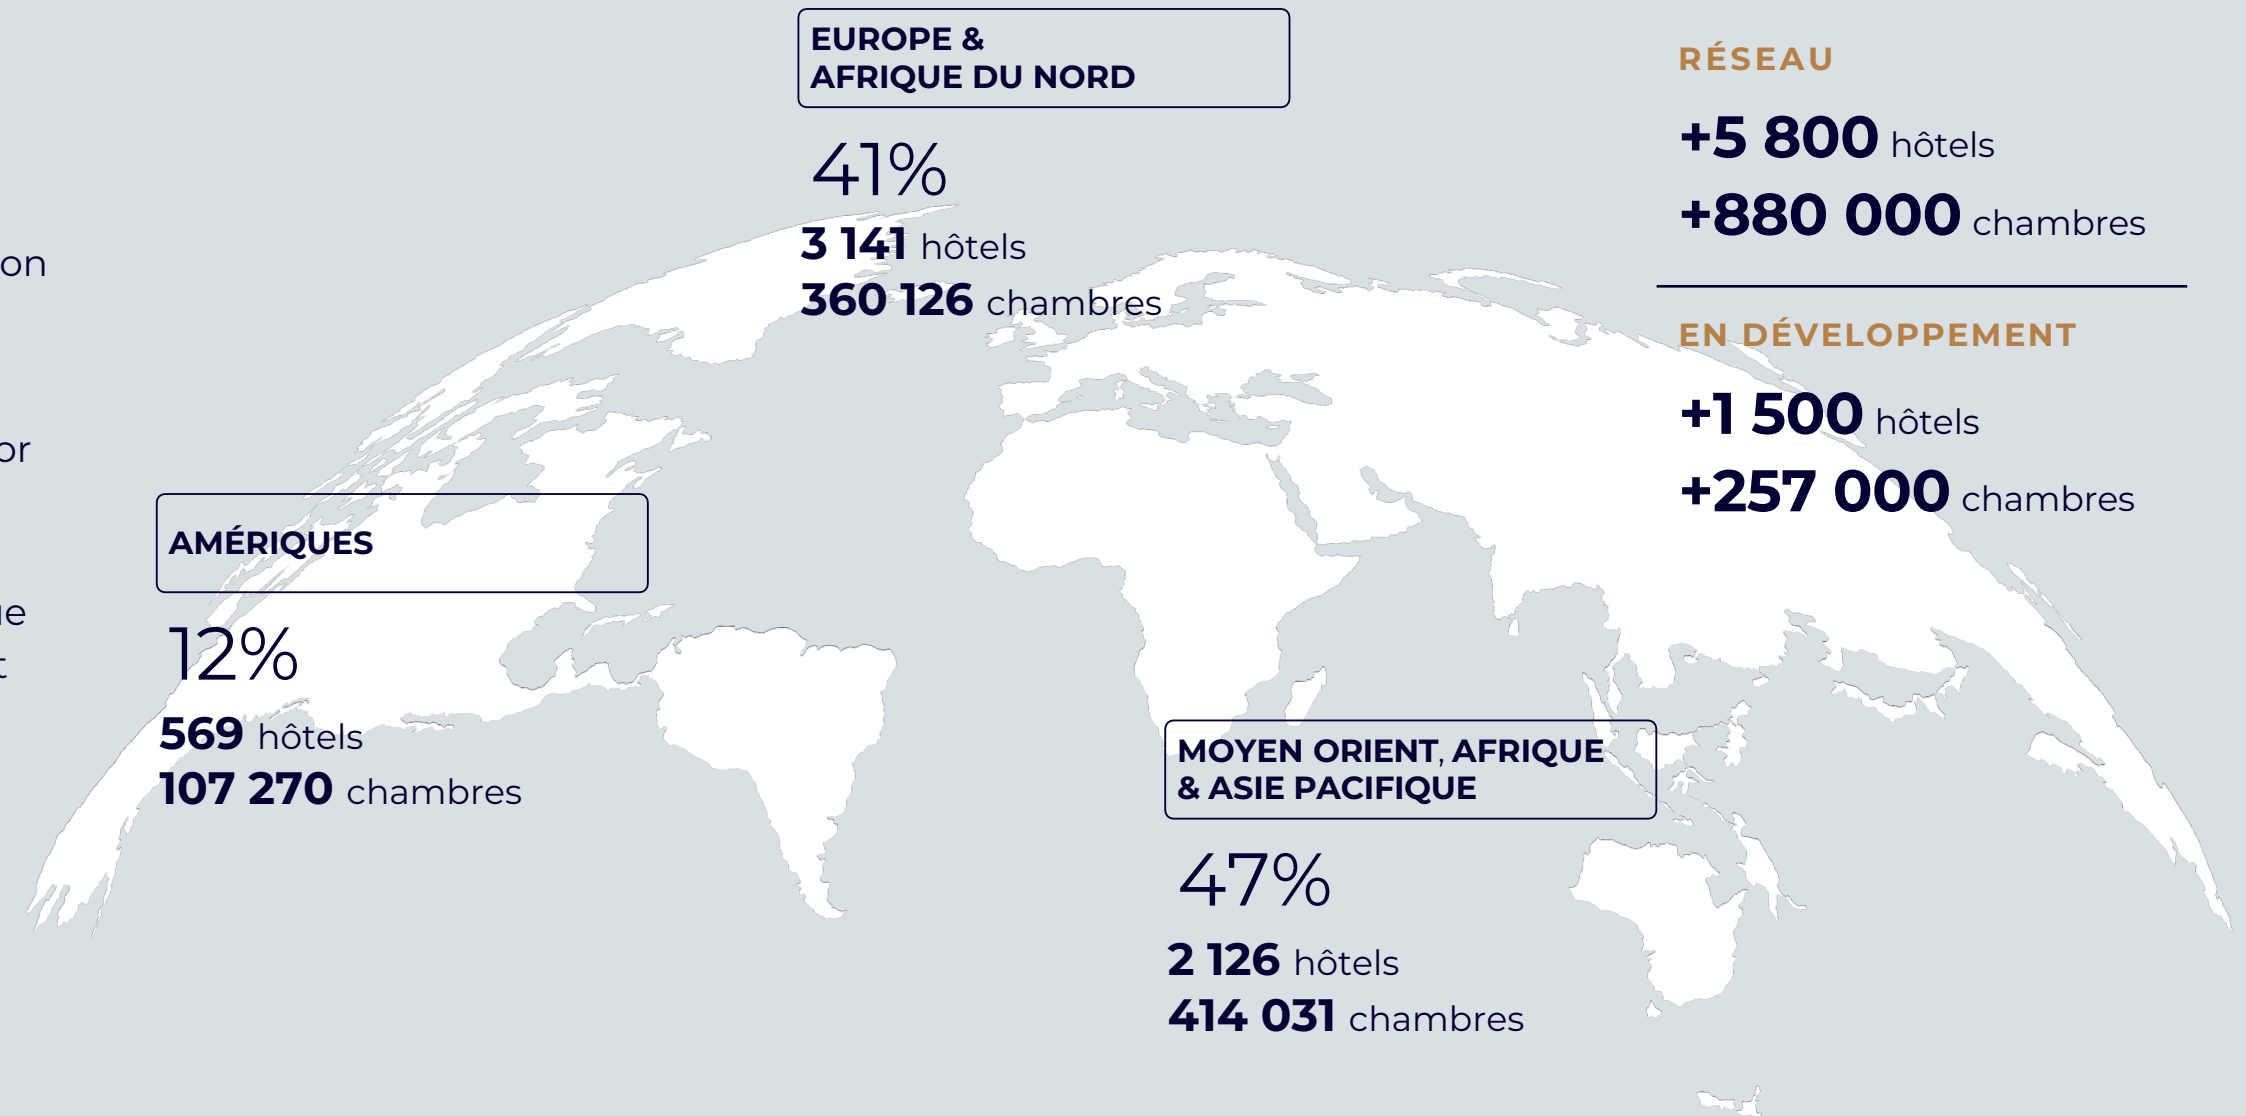 EUROPE &
AFRIQUE DU NORD
41%
3 141 hôtels
360 126 chambres
RÉSEAU
+5 800 hôtels
+880 000 chambres
EN DÉVELOPPEMENT
+1 500 hôtels
+257 000 chambres
on
or
AMÉRIQUES
12%
569 hôtels
107 270 chambres
MOYEN ORIENT, AFRIQUE
& ASIE PACIFIQUE
47%
2 126 hôtels
414 031 chambres